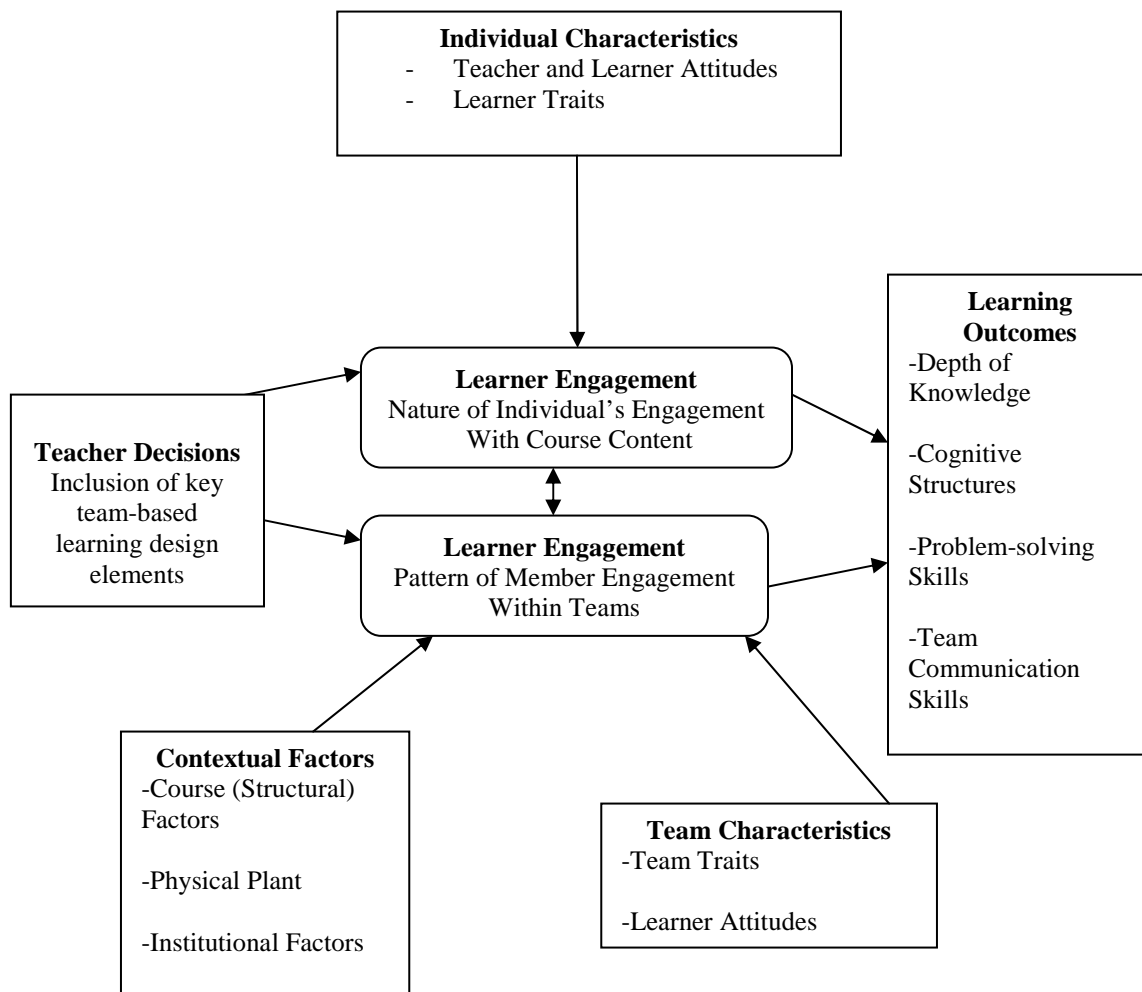 Individual Characteristics
- Teacher and Learner Attitudes
- Learner Traits
Learner Engagement
Nature of Individual’s Engagement
With Course Content
Teacher Decisions
Inclusion of key
team-based
learning design
elements
Learner Engagement
Pattern of Member Engagement
Within Teams
Learning
Outcomes
-Depth of
Knowledge
-Cognitive
Structures
-Problem-solving
Skills
-Team
Communication
Skills
Contextual Factors
-Course (Structural)
Factors
-Physical Plant
-Institutional Factors
Team Characteristics
-Team Traits
-Learner Attitudes